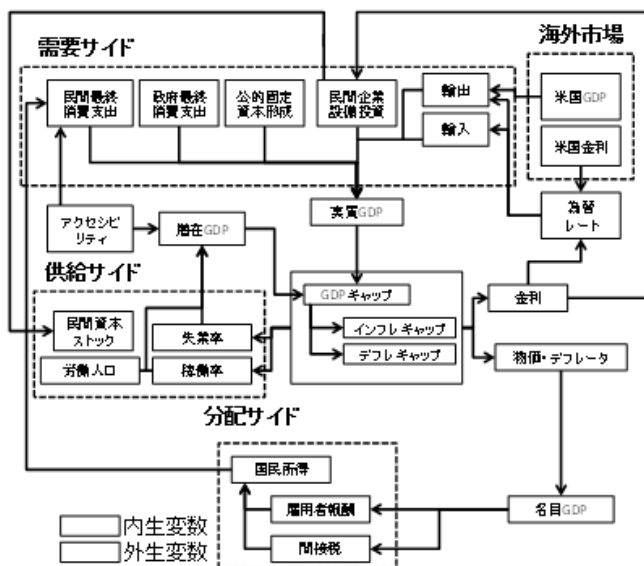 需要サイド
海外市場
民間最終
消費支出
政府最終
消費支出
公的固定
資本形成
民間企業
設備投資
輸出
輸入
米国GDP
米国金利
アクセシビ
リティ
潜在GDP
実質GDP
為替
レート
供給サイド
GDPギャップ
金利
民間資本
ストック
失業率
インフレギャップ
デフレギャップ
物価・デフレータ
労働人口
稼働率
分配サイド
国民所得
雇用者報酬
名目GDP
間接税
内生変数
外生変数